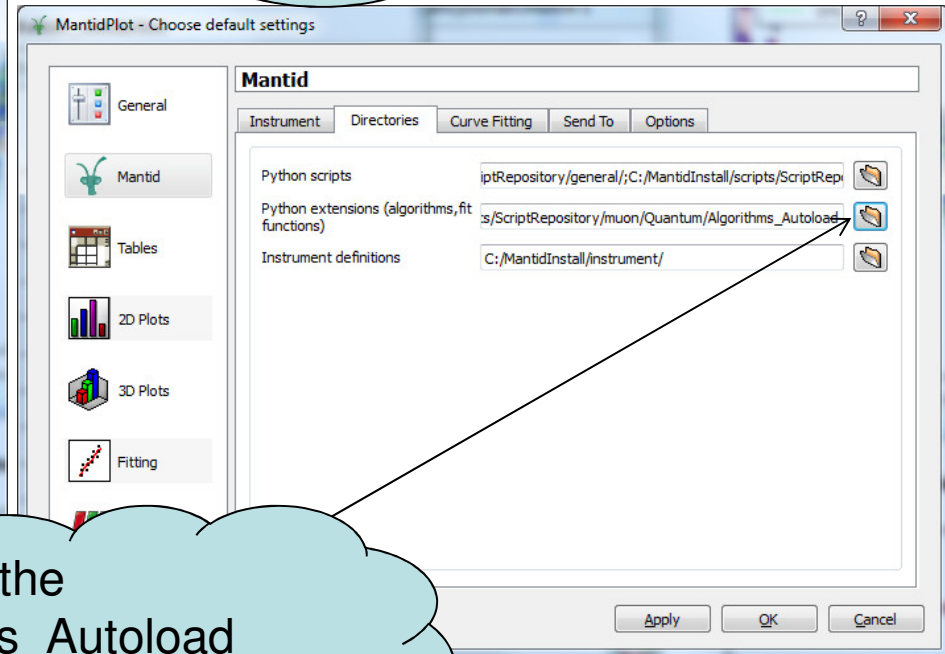 MantidPlot - Choose default settings
General
Mantid
Tables
2D Plots
3D Plots
Fitting
Mantid
Instrument Directories Curve Fitting Send To Options
Python scripts iptRepository/general/;C:/MantidInstall/scripts/ScriptRep
Python extensions (algorithms,fit functions) s/ScriptRepository/muon/Quantum/Algorithms_Autoload
Instrument definitions C:/MantidInstall/instrument/
Apply OK Cancel
the
s_Autoload